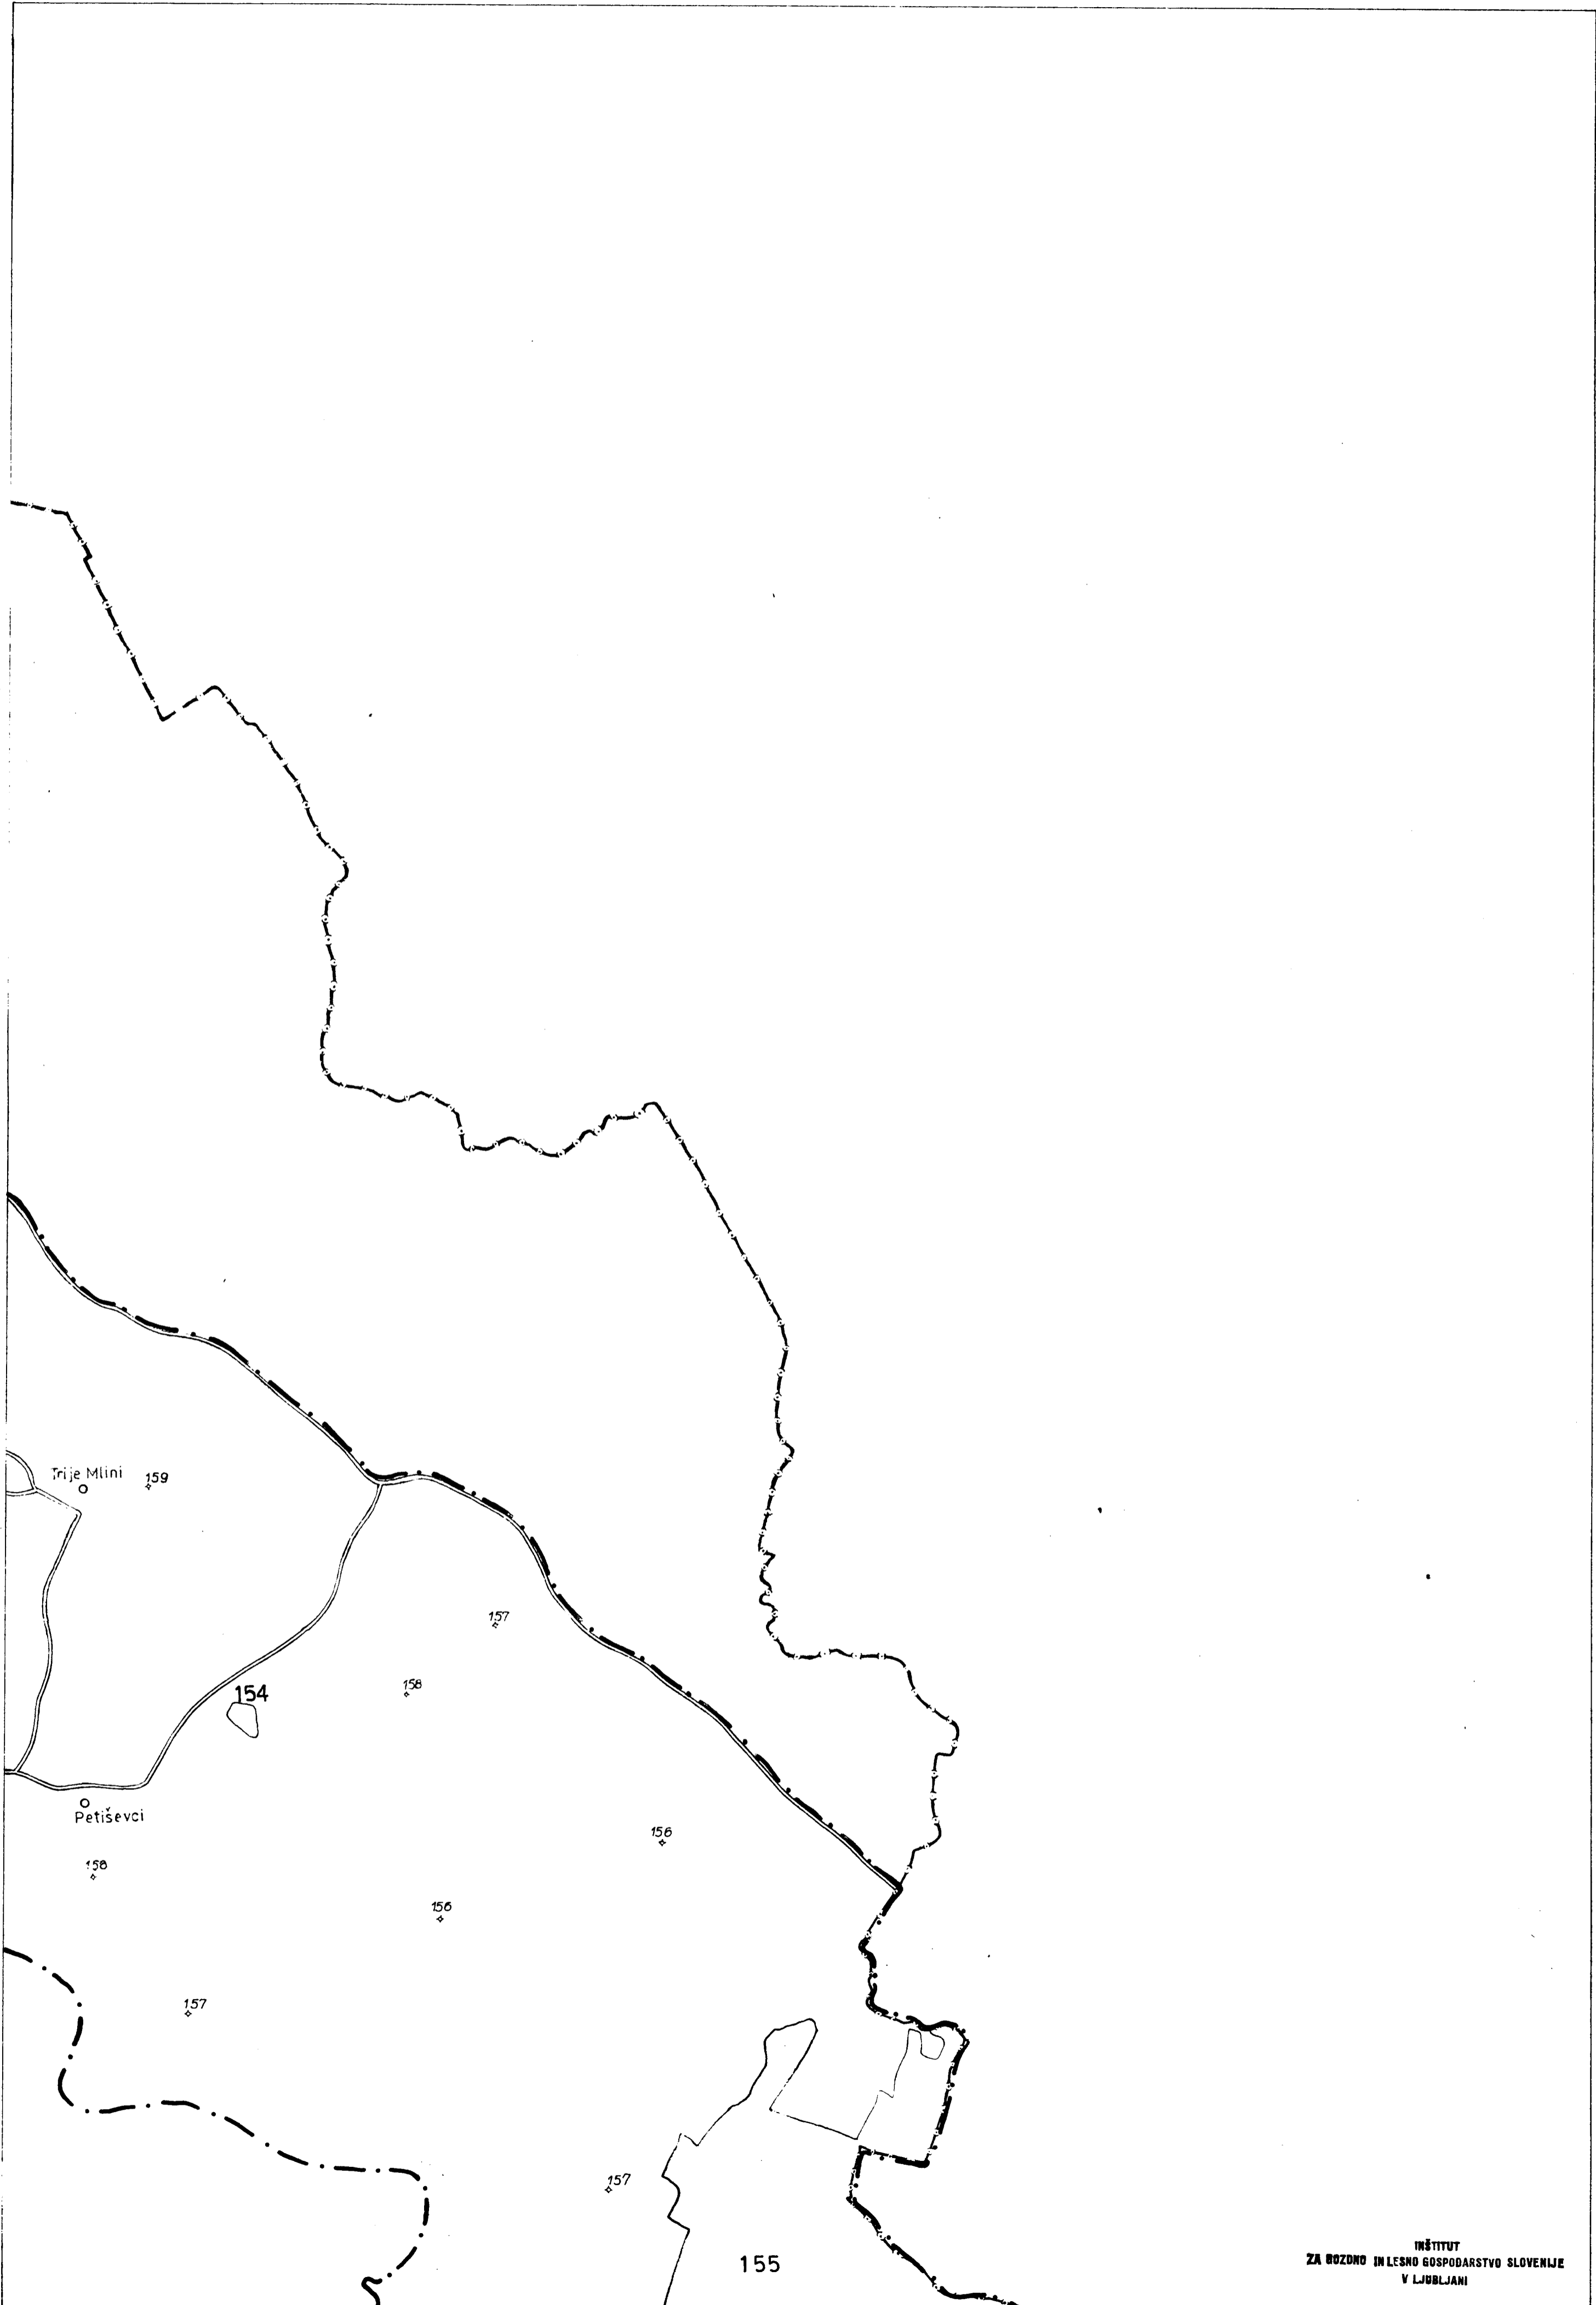 Trije Mlini
159
157
158
154
Petiševci
156
158
156
157
157
155
INŠTITUT
ZA GOZDNO IN LESNO GOSPODARSTVO SLOVENIJE
V LJUBLJANI